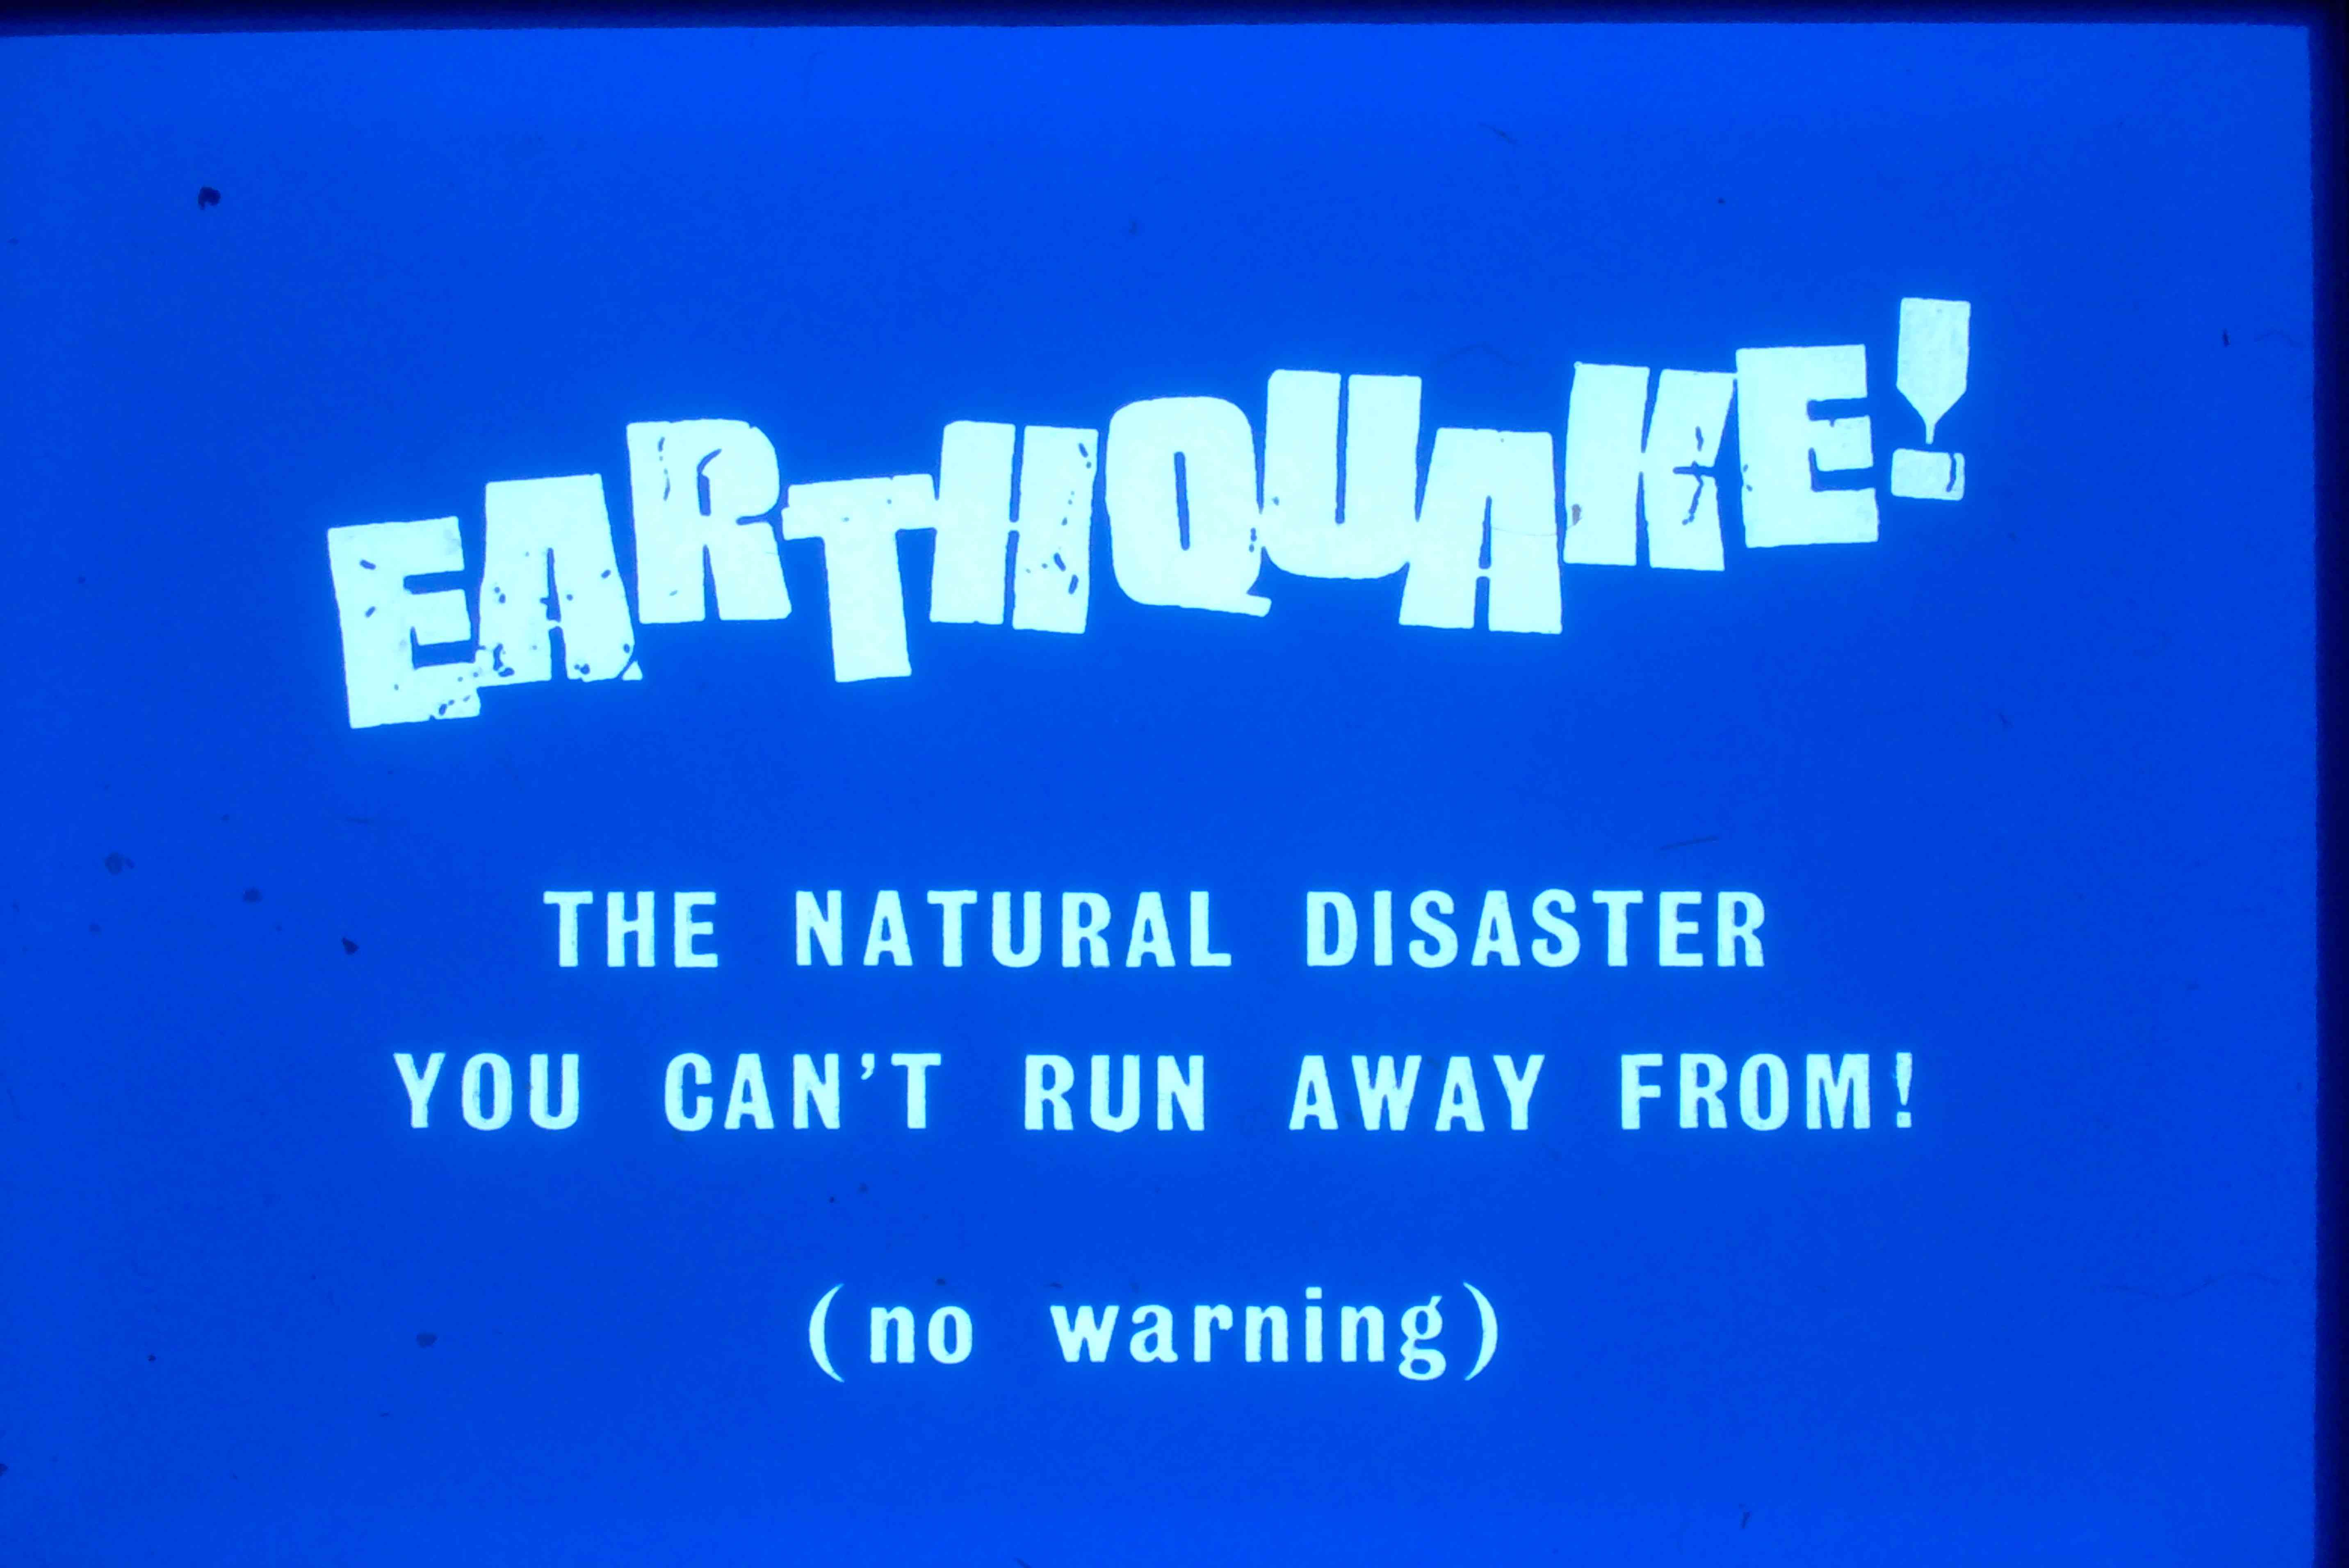 EARTHQUAKE!
THE NATURAL DISASTER
YOU CAN'T RUN AWAY FROM!
(no warning)